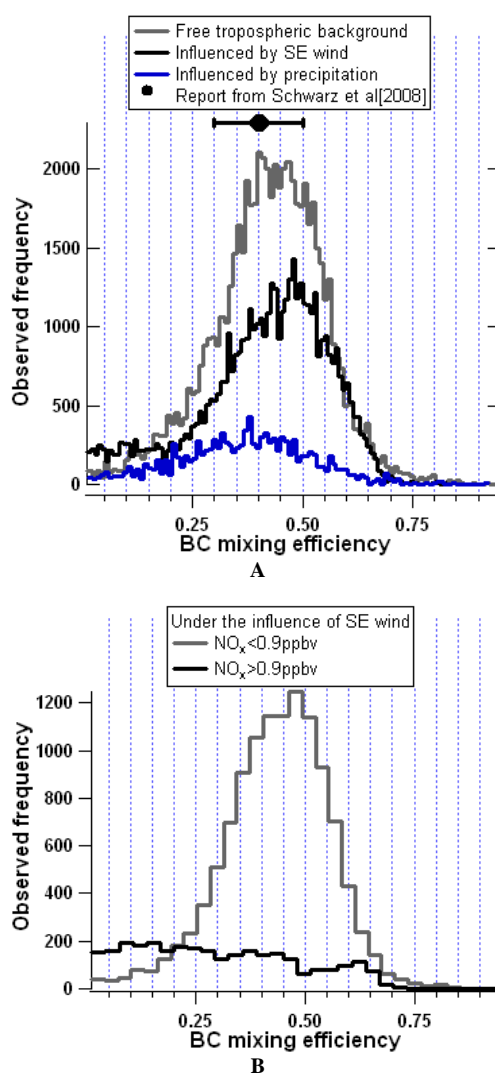 Free tropospheric background
Influenced by SE wind
Influenced by precipitation
Report from Schwarz et al[2008]
Observed frequency
2000
1500
1000
500
0
0.25 0.50 0.75
BC mixing efficiency
A
Under the influence of SE wind
NOx<0.9ppbv
NOx>0.9ppbv
Observed frequency
1200
1000
800
600
400
200
0
0.25 0.50 0.75
BC mixing efficiency
B